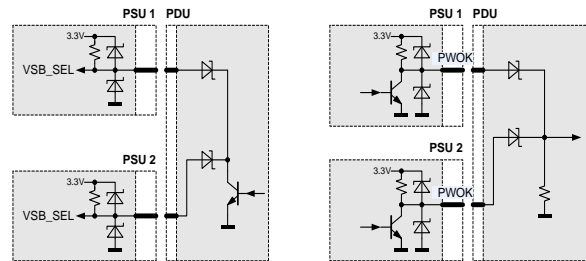 PSU 1 PDU
3.3V
VSB_SEL
PSU 2
3.3V
VSB_SEL
PSU 1 PDU
3.3V
PWOK
PSU 2
3.3V
PWOK